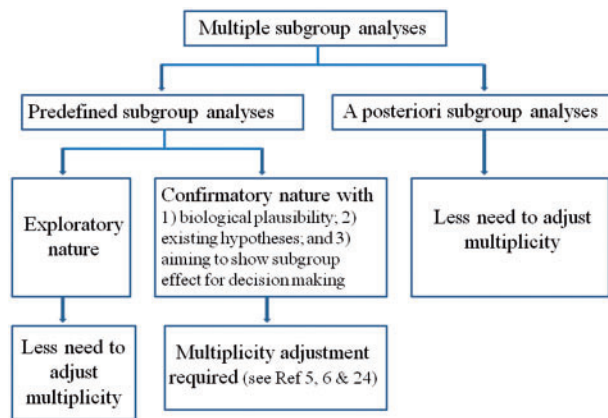 Multiple subgroup analyses
Predefined subgroup analyses
A posteriori subgroup analyses
Exploratory
nature
Confirmatory nature with
1) biological plausibility; 2)
existing hypotheses; and 3)
aiming to show subgroup
effect for decision making
Less need to adjust
multiplicity
Less need to
adjust
multiplicity
Multiplicity adjustment
required (see Ref 5, 6 & 24)